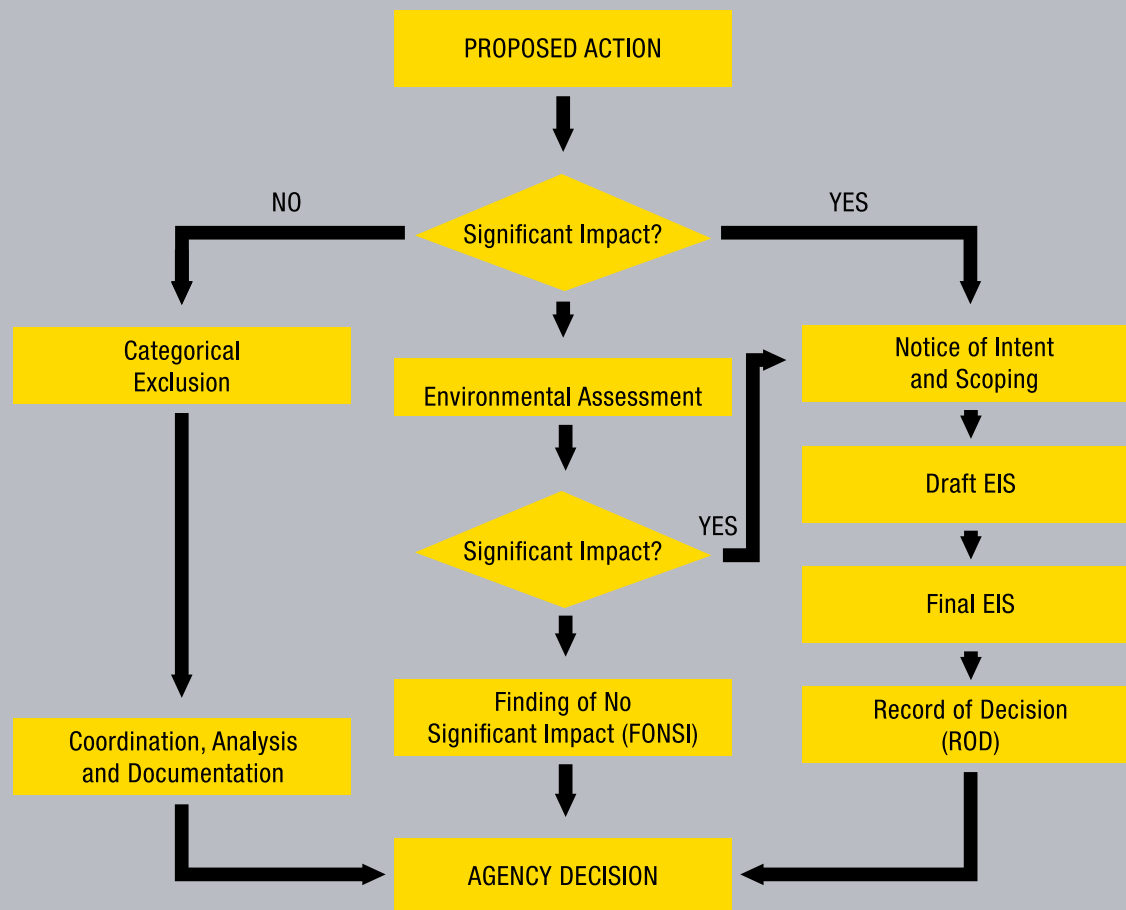 PROPOSED ACTION
NO
YES
Significant Impact?
Categorical
Exclusion
Environmental Assessment
Notice of Intent
and Scoping
Draft EIS
YES
Significant Impact?
Final EIS
Finding of No
Significant Impact (FONSI)
Record of Decision
(ROD)
Coordination, Analysis
and Documentation
AGENCY DECISION